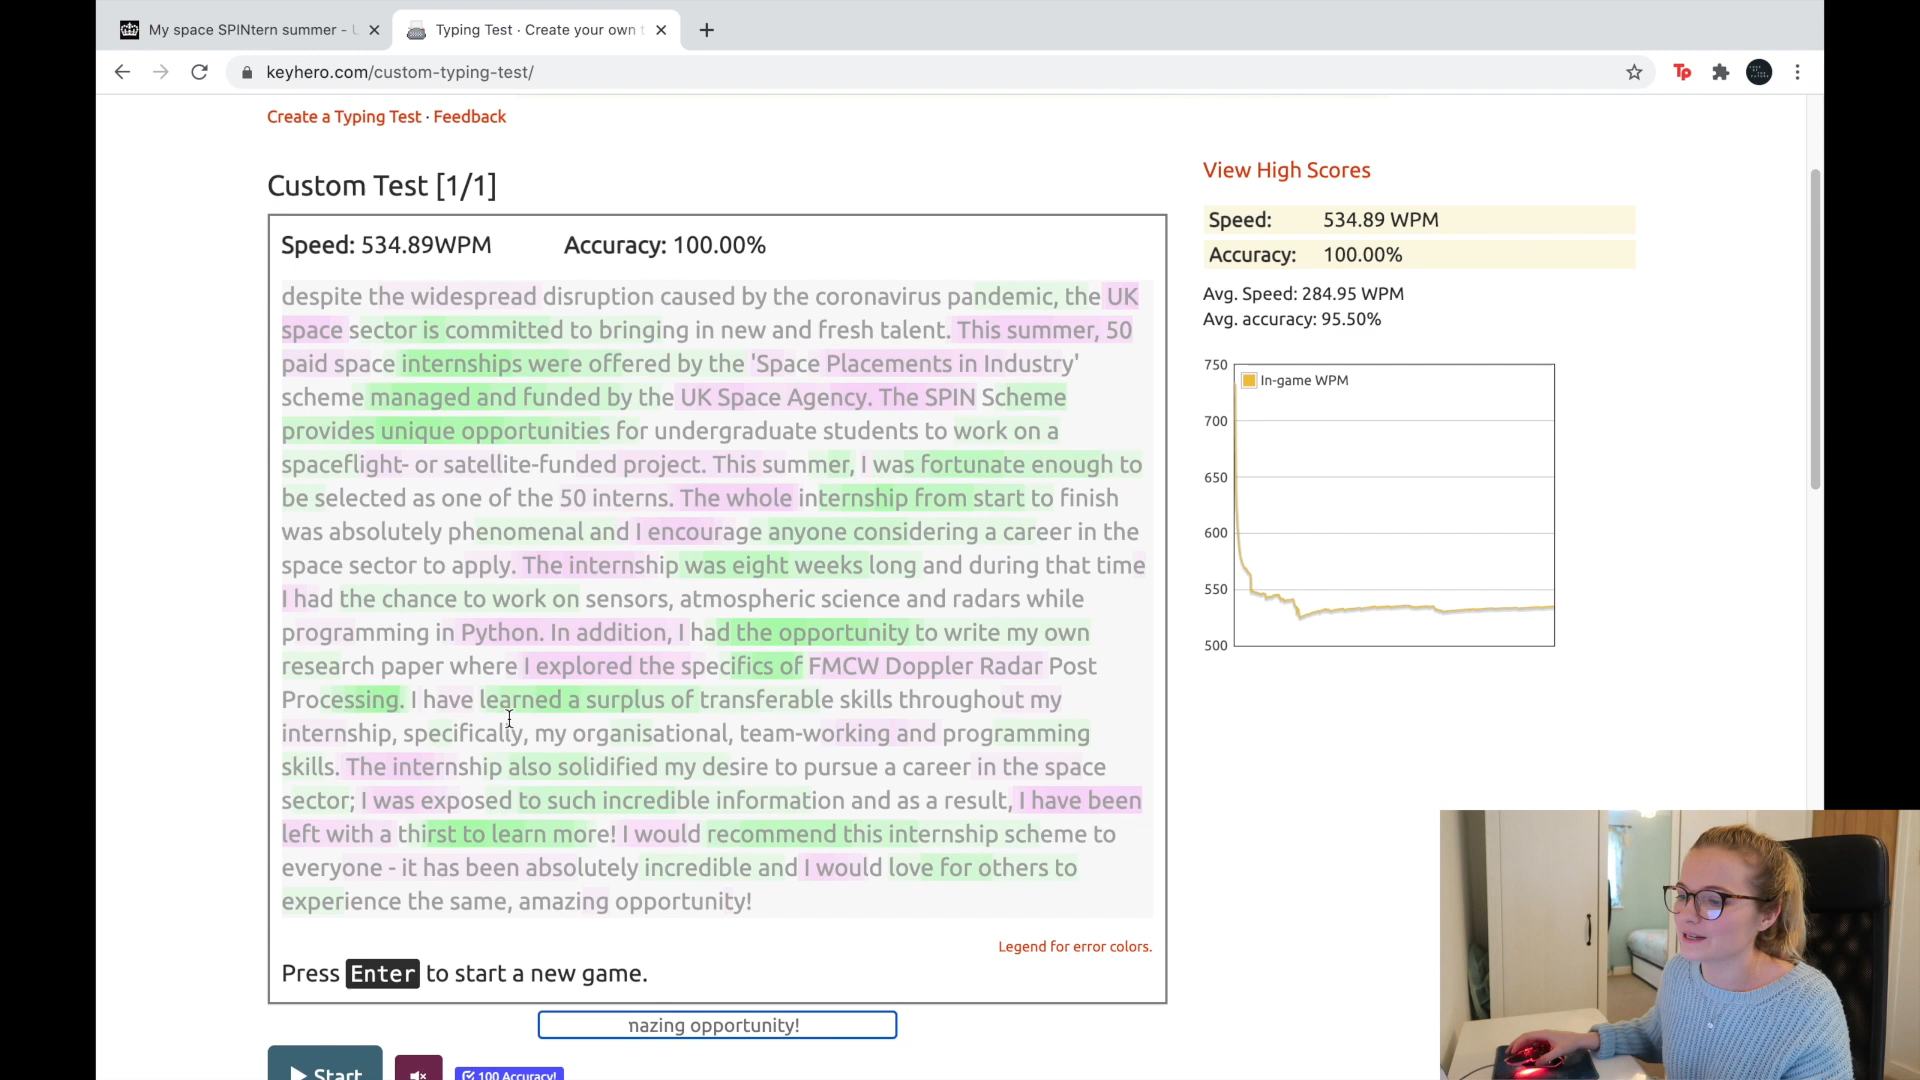 My space SPINtern summer -
Typing Test · Create your own
keyhero.com/custom-typing-test/
Tp
Create a Typing Test · Feedback
Custom Test [1/1]
Speed: 534.89WPM Accuracy: 100.00%
despite the widespread disruption caused by the coronavirus pandemic, the UK
space sector is committed to bringing in new and fresh talent. This summer, 50
paid space internships were offered by the 'Space Placements in Industry'
scheme managed and funded by the UK Space Agency. The SPIN Scheme
provides unique opportunities for undergraduate students to work on a
spaceflight- or satellite-funded project. This summer, I was fortunate enough to
be selected as one of the 50 interns. The whole internship from start to finish
was absolutely phenomenal and I encourage anyone considering a career in the
space sector to apply. The internship was eight weeks long and during that time
I had the chance to work on sensors, atmospheric science and radars while
programming in Python. In addition, I had the opportunity to write my own
research paper where I explored the specifics of FMCW Doppler Radar Post
Processing. I have learned a surplus of transferable skills throughout my
internship, specifically, my organisational, team-working and programming
skills. The internship also solidified my desire to pursue a career in the space
sector; I was exposed to such incredible information and as a result, I have been
left with a thirst to learn more! I would recommend this internship scheme to
everyone - it has been absolutely incredible and I would love for others to
experience the same, amazing opportunity!
Legend for error colors.
Press Enter to start a new game.
nazing opportunity!
Start
100 Accuracy!
View High Scores
Speed: 534.89 WPM
Accuracy: 100.00%
Avg. Speed: 284.95 WPM
Avg. accuracy: 95.50%
750
In-game WPM
700
650
600
550
500